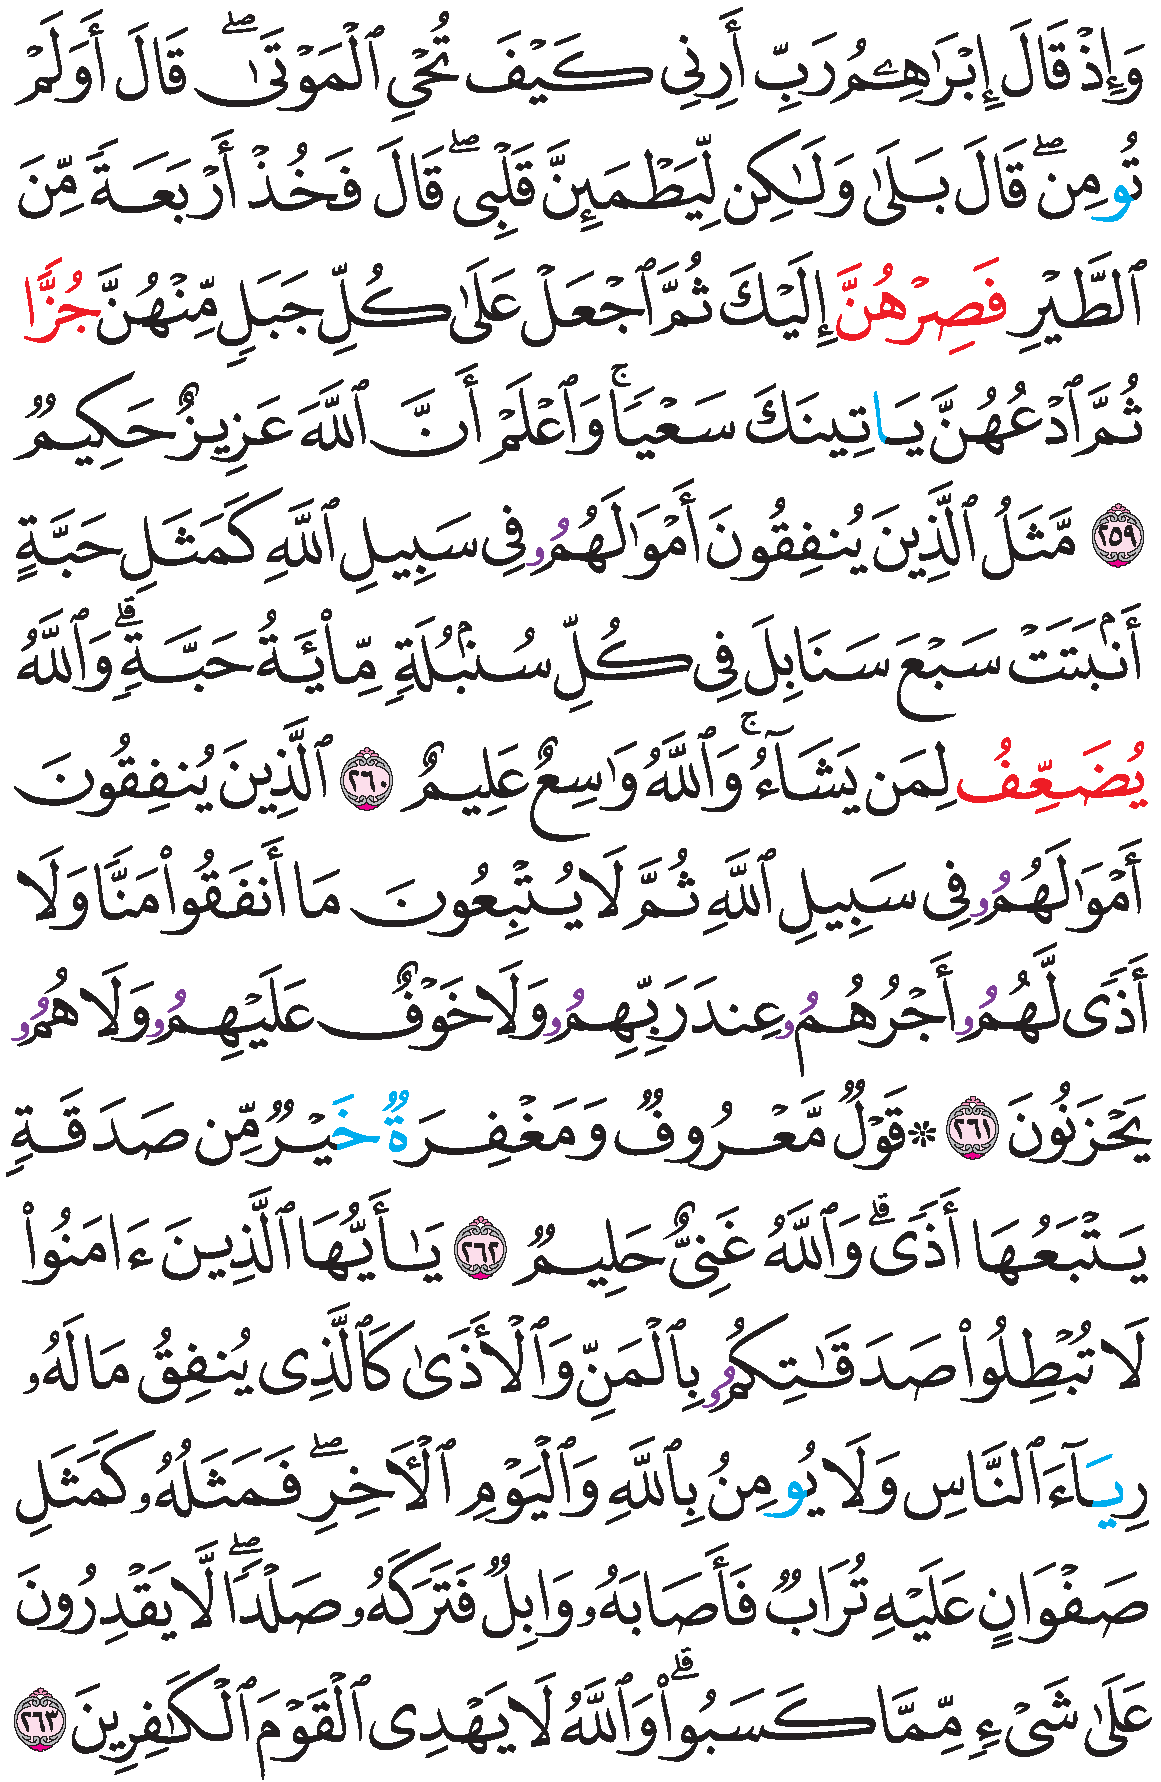 وَإِذۡ قَالَ إِبۡرَٰهِـۧمُ رَبِّ أَرِنِي كَيۡفَ تُحۡيِ ٱلۡمَوۡتَىٰۖ قَالَ أَوَلَمۡ
تُومِنۖ قَالَ بَلَىٰ وَلَٰكِن لِّيَطۡمَئِنَّ قَلۡبِيۖ قَالَ فَخُذۡ أَرۡبَعَةٗ مِّنَ
ٱلطَّيۡرِ فَصِرۡهُنَّ إِلَيۡكَ ثُمَّ ٱجۡعَلۡ عَلَىٰ كُلِّ جَبَلٖ مِّنۡهُنَّ جُزّٗا
ثُمَّ ٱدۡعُهُنَّ يَاتِينَكَ سَعۡيٗاۚ وَٱعۡلَمۡ أَنَّ ٱللَّهَ عَزِيزٌ حَكِيمٞ
٢٥٩ مَّثَلُ ٱلَّذِينَ يُنفِقُونَ أَمۡوَٰلَهُمُۥ فِي سَبِيلِ ٱللَّهِ كَمَثَلِ حَبَّةٍ
أَنۢبَتَتۡ سَبۡعَ سَنَابِلَ فِي كُلِّ سُنۢبُلَةٖ مِّاْئَةُ حَبَّةٖۗ وَٱللَّهُ
يُضَعِّفُ لِمَن يَشَآءُۚ وَٱللَّهُ وَٰسِعٌ عَلِيمٌ ٢٦٠ ٱلَّذِينَ يُنفِقُونَ
أَمۡوَٰلَهُمُۥ فِي سَبِيلِ ٱللَّهِ ثُمَّ لَا يُتۡبِعُونَ مَا أَنفَقُواْ مَنّٗا وَلَا
أَذٗى لَّهُمُۥ أَجۡرُهُمُۥ عِندَ رَبِّهِمُۥ وَلَا خَوۡفٌ عَلَيۡهِمُۥ وَلَا هُمُۥ
يَحۡزَنُونَ ٢٦١ ۞قَوۡلٞ مَّعۡرُوفٞ وَمَغۡفِرَةٞ خَيۡرٞ مِّن صَدَقَةٖ
يَتۡبَعُهَا أَذٗىۗ وَٱللَّهُ غَنِيٌّ حَلِيمٞ ٢٦٢ يَٰأَيُّهَا ٱلَّذِينَ ءَامَنُواْ
لَا تُبۡطِلُواْ صَدَقَٰتِكُمُۥ بِٱلۡمَنِّ وَٱلۡأَذَىٰ كَٱلَّذِي يُنفِقُ مَالَهُۥ
رِيَآءَ ٱلنَّاسِ وَلَا يُومِنُ بِٱللَّهِ وَٱلۡيَوۡمِ ٱلۡأٓخِرِۖ فَمَثَلُهُۥ كَمَثَلِ
صَفۡوَانٍ عَلَيۡهِ تُرَابٞ فَأَصَابَهُۥ وَابِلٞ فَتَرَكَهُۥ صَلۡدٗاۖ لَّا يَقۡدِرُونَ
عَلَىٰ شَيۡءٖ مِّمَّا كَسَبُواْۗ وَٱللَّهُ لَا يَهۡدِي ٱلۡقَوۡمَ ٱلۡكَٰفِرِينَ ٢٦٣